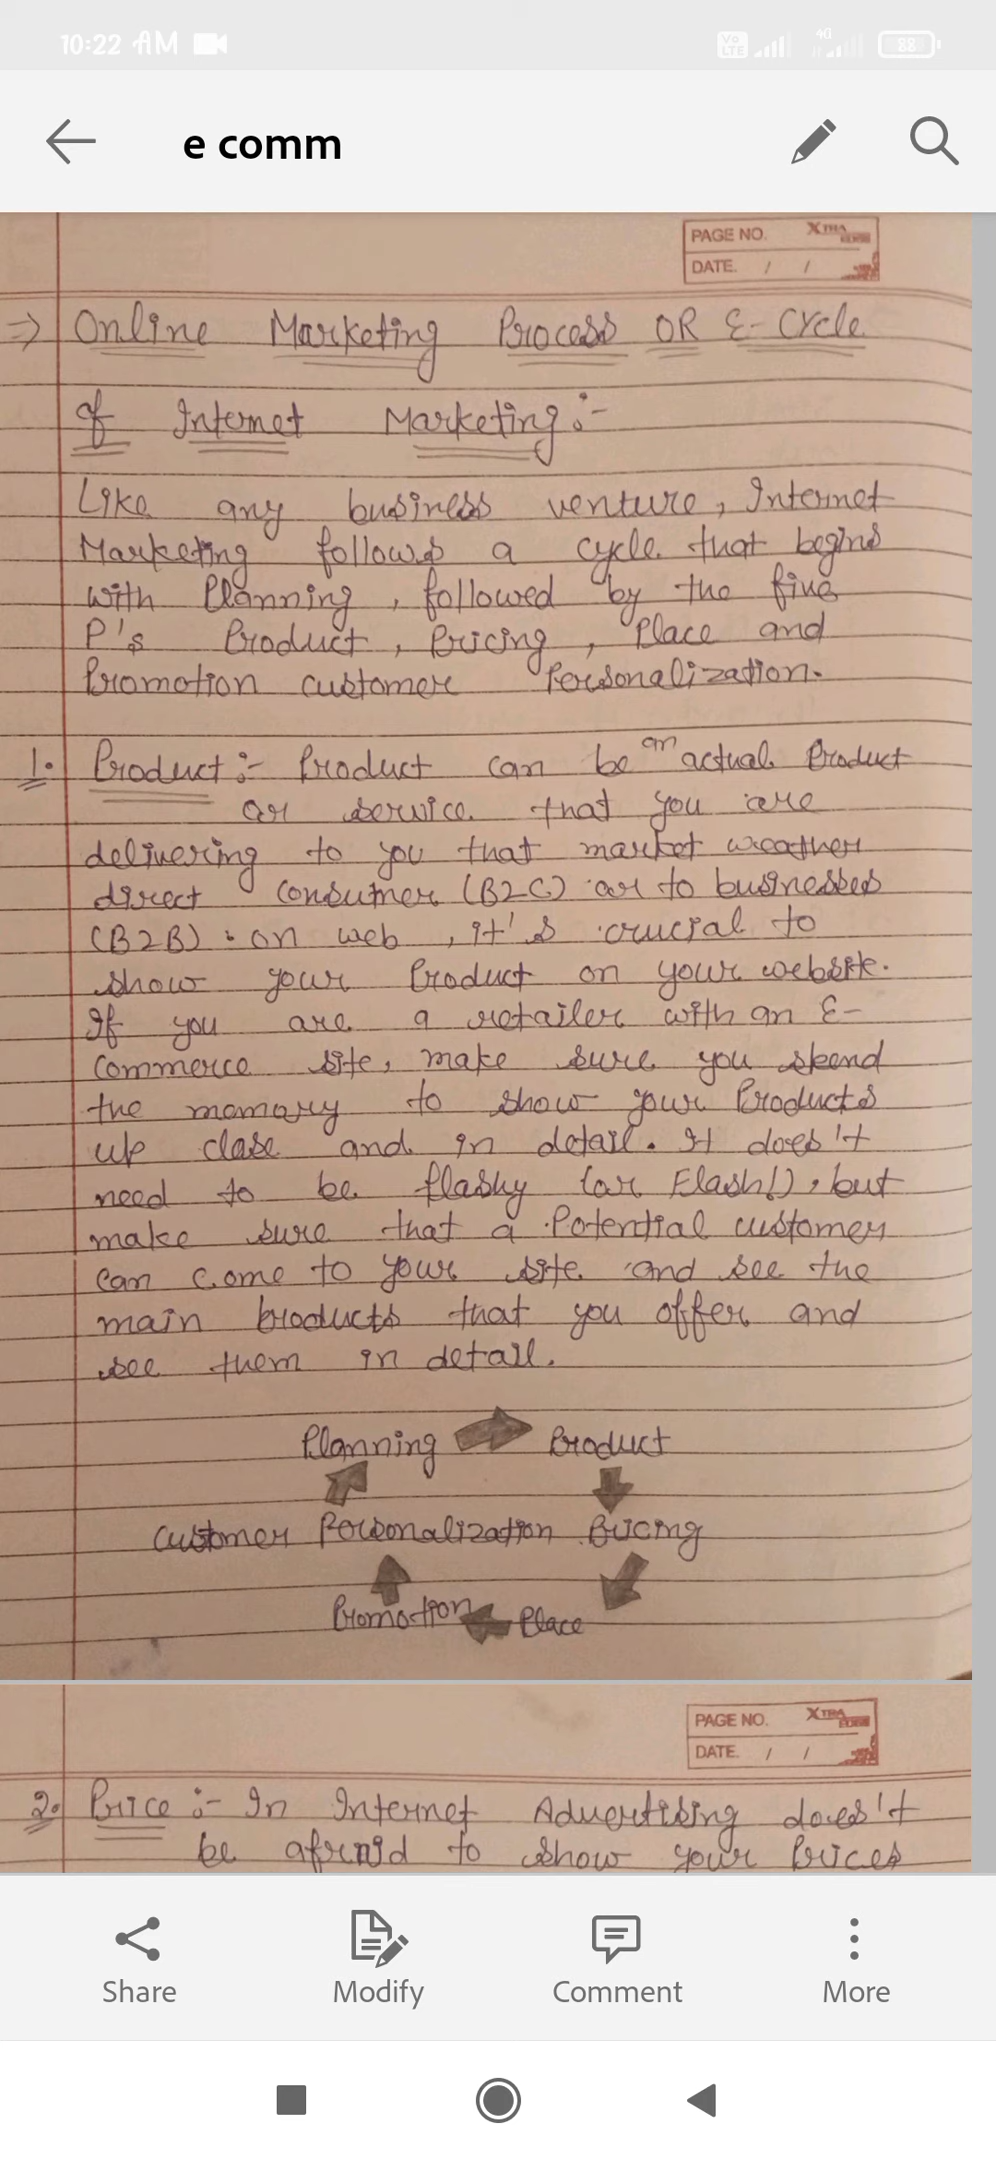 10:22 AM
Vo LTE 4G 88
e comm
PAGE NO. XTRA
DATE. / /
=> Online Marketing Process OR E-Cycle
of Internet Marketing :-
Like any business venture, Internet
Marketing follows a cycle that begins
with Planning, followed by the five
P's Product, Pricing, Place and
Promotion customer Personalization.
1. Product :- Product can be an actual Product
or service that you are
delivering to you that market weather
direct consumer (B2C) or to businesses
(B2B). on web, it's crucial to
show your Product on your website.
If you are a retailer with an E-
commerce site, make sure you spend
the memory to show your Products
up close and in detail. It does't
need to be flashy (or Flash!), but
make sure that a Potential customer
can come to your site and see the
main products that you offer and
see them in detail.
Planning Product
Customer Personalization Pricing
Promotion Place
PAGE NO. XTRA
DATE. / /
2. Price :- In Internet Advertising does't
be afraid to show your Prices
Share Modify Comment More